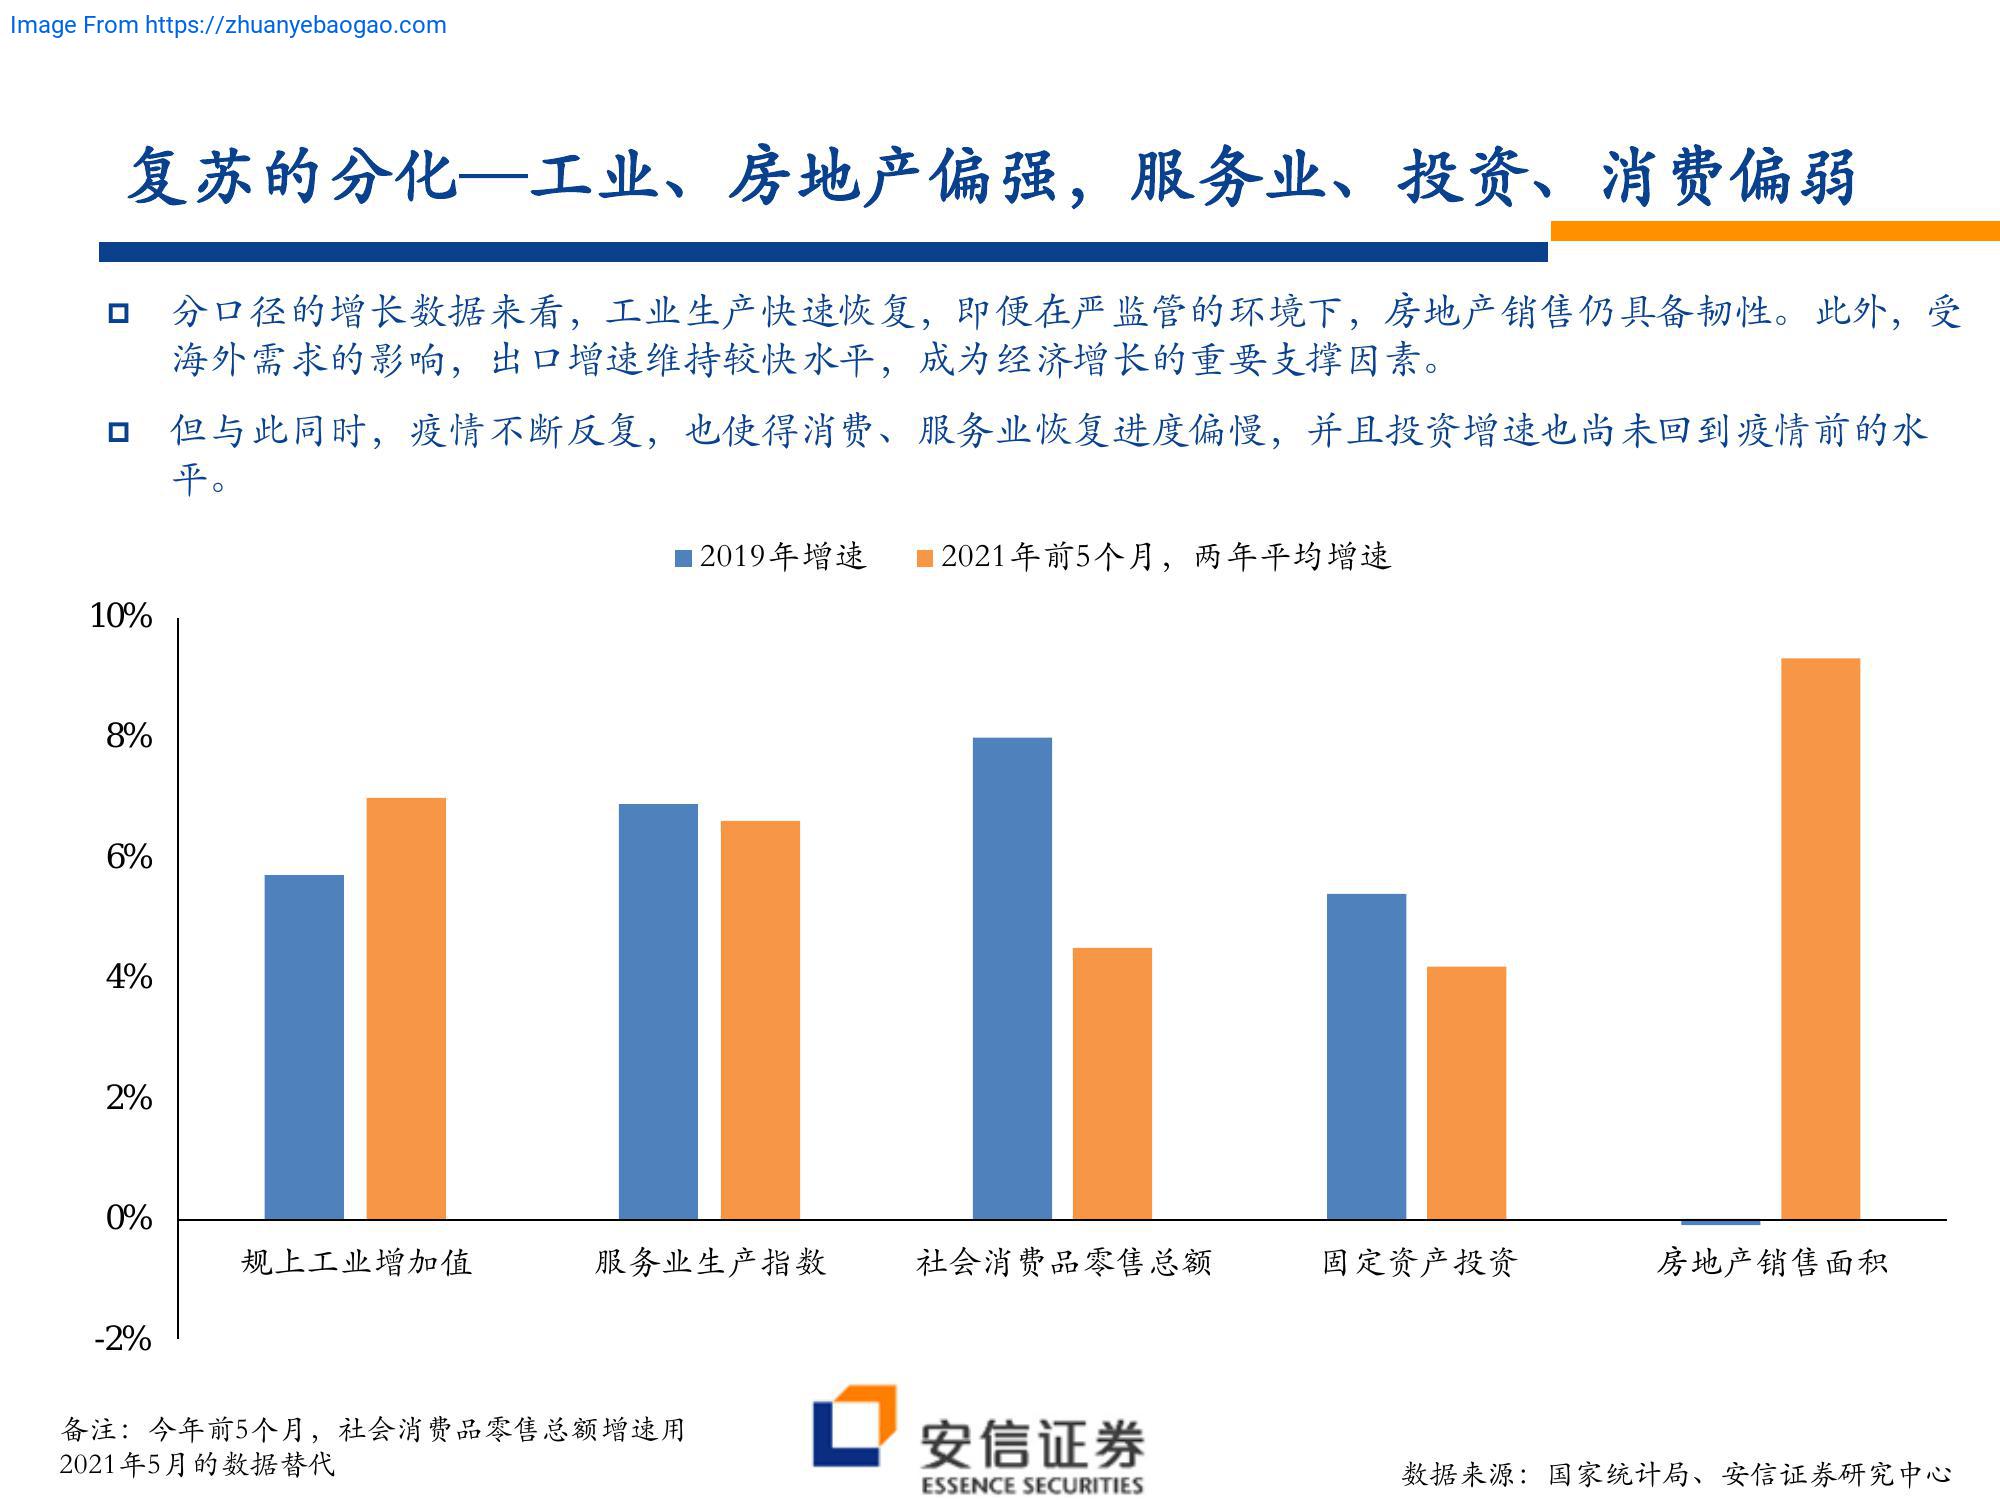 Image From https://zhuanyebaogao.com
复苏的分化—工业、房地产偏强，服务业、投资、消费偏弱
分口径的增长数据来看，工业生产快速恢复，即便在严监管的环境下，房地产销售仍具备韧性。此外，受
海外需求的影响，出口增速维持较快水平，成为经济增长的重要支撑因素。
但与此同时，疫情不断反复，也使得消费、服务业恢复进度偏慢，并且投资增速也尚未回到疫情前的水
平。
2019年增速 2021年前5个月，两年平均增速
10%
8%
6%
4%
2%
0%
规上工业增加值 服务业生产指数 社会消费品零售总额 固定资产投资 房地产销售面积
-2%
备注：今年前5个月，社会消费品零售总额增速用
2021年5月的数据替代
安信证券
ESSENCE SECURITIES
数据来源：国家统计局、安信证券研究中心